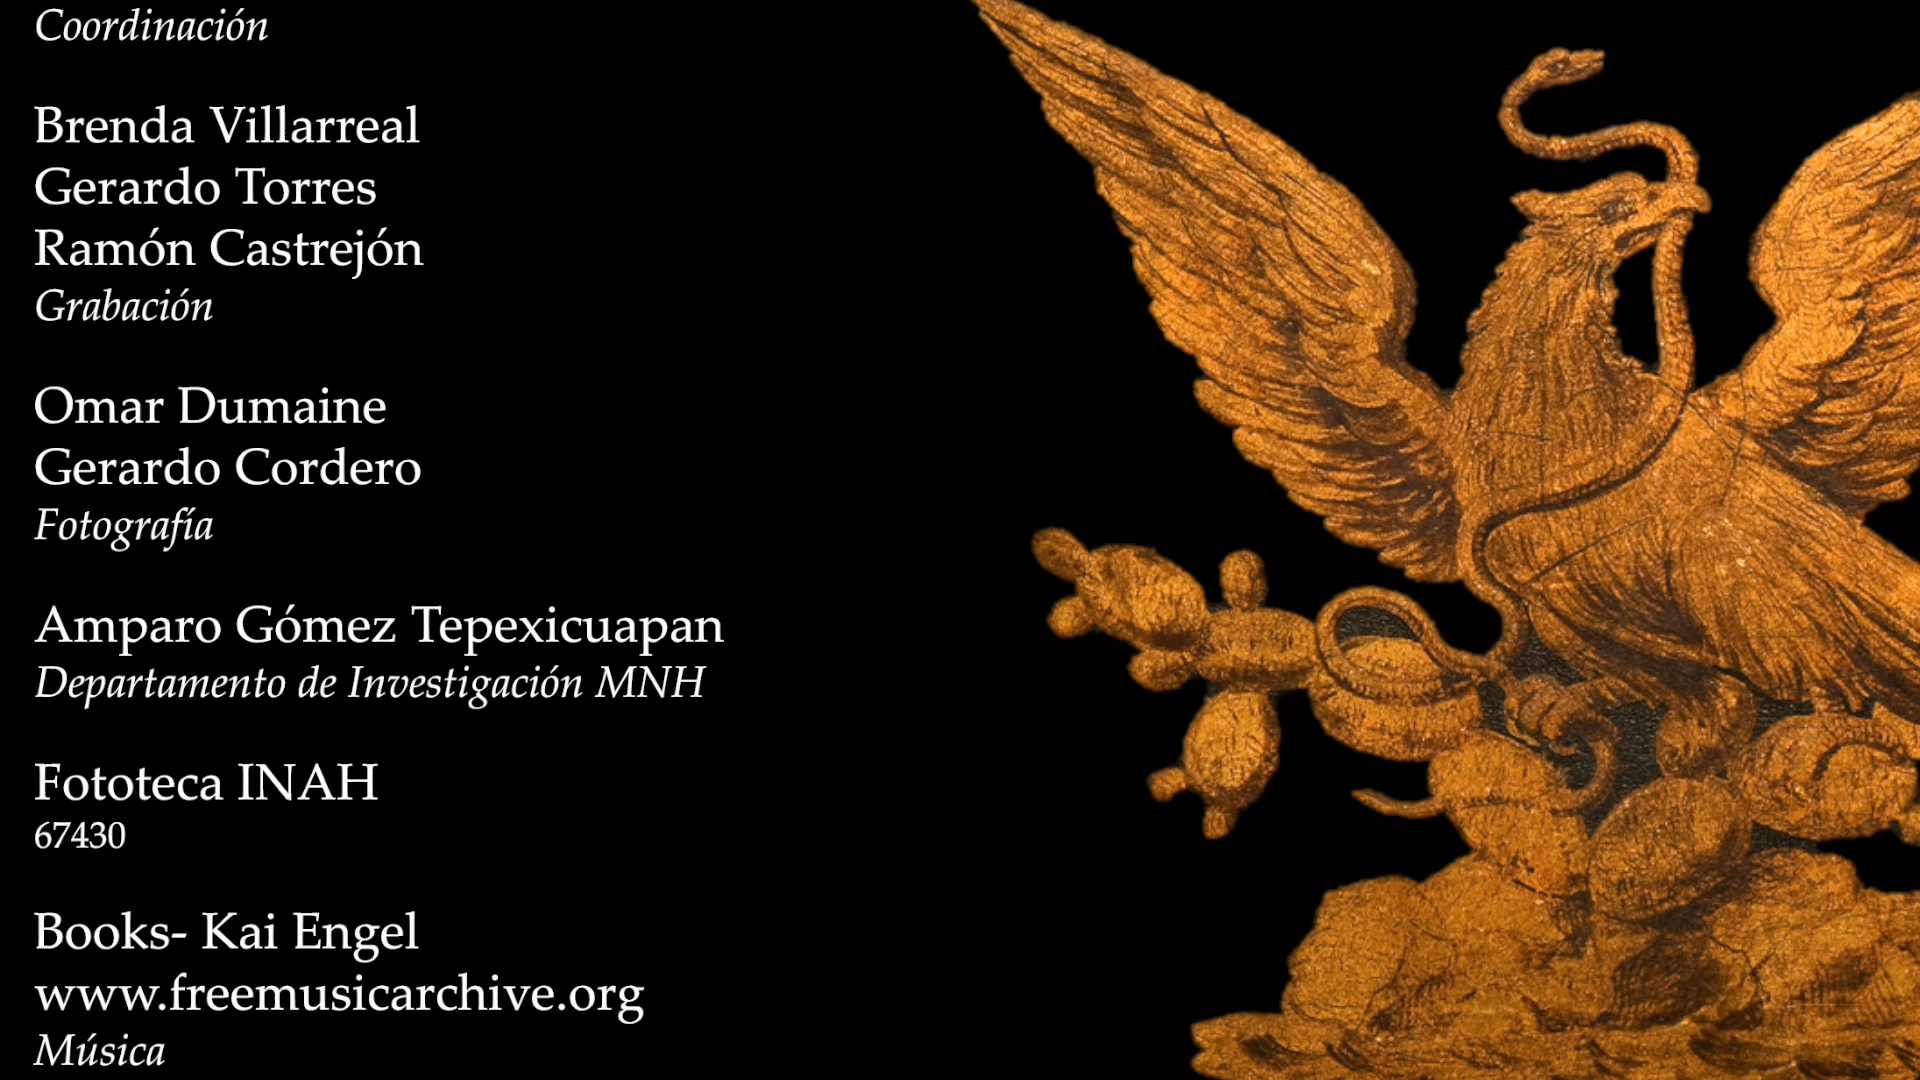 Coordinación
Brenda Villarreal
Gerardo Torres
Ramón Castrejón
Grabación
Omar Dumaine
Gerardo Cordero
Fotografía
Amparo Gómez Tepexicuapan
Departamento de Investigación MNH
Fototeca INAH
67430
Books- Kai Engel
www.freemusicarchive.org
Música